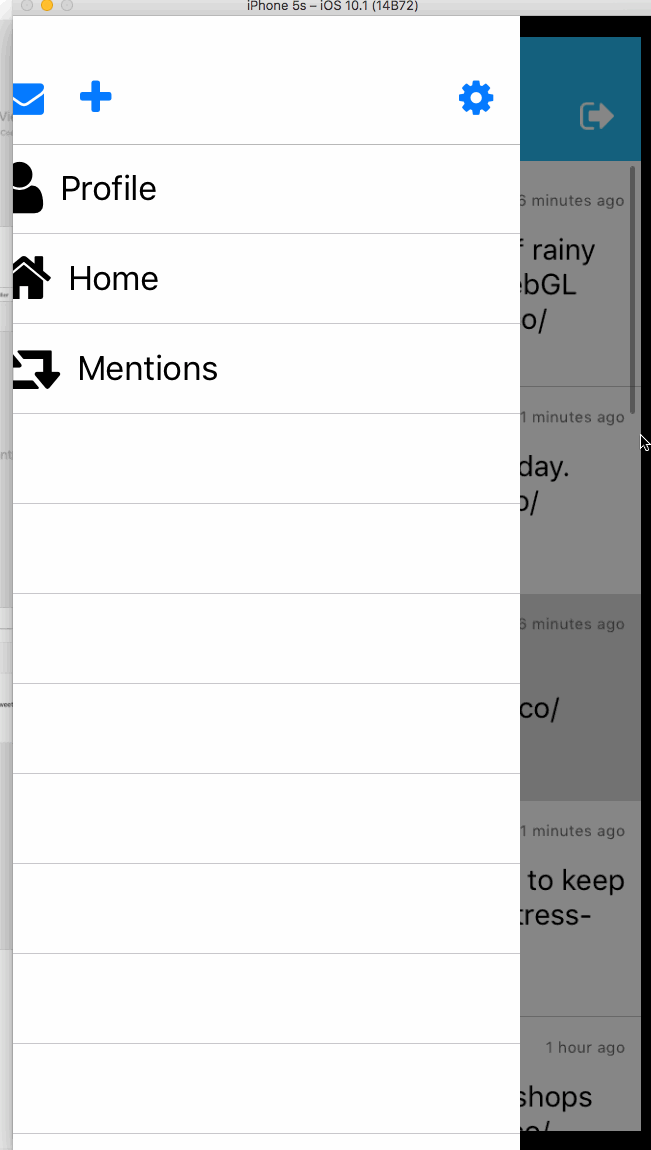 iPhone 5s – iOS 10.1 (14B72)
Profile
Home
Mentions
6 minutes ago
f rainy
bGL
o/
1 minutes ago
day.
o/
6 minutes ago
co/
1 minutes ago
to keep
tress-
1 hour ago
shops